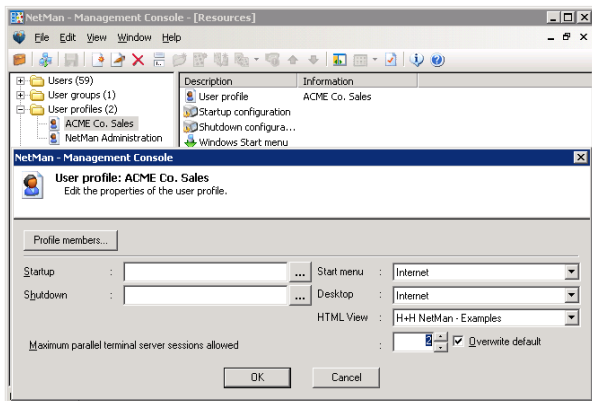 NetMan - Management Console - [Resources]
File Edit View Window Help
Users (59)
User groups (1)
User profiles (2)
ACME Co. Sales
NetMan Administration
Description Information
User profile ACME Co. Sales
Startup configuration
Shutdown configura...
Windows Start menu
NetMan - Management Console
User profile: ACME Co. Sales
Edit the properties of the user profile.
Profile members...
Startup : ... Start menu : Internet
Shutdown : ... Desktop : Internet
HTML View : H+H NetMan - Examples
Maximum parallel terminal server sessions allowed : 2 Overwrite default
OK Cancel